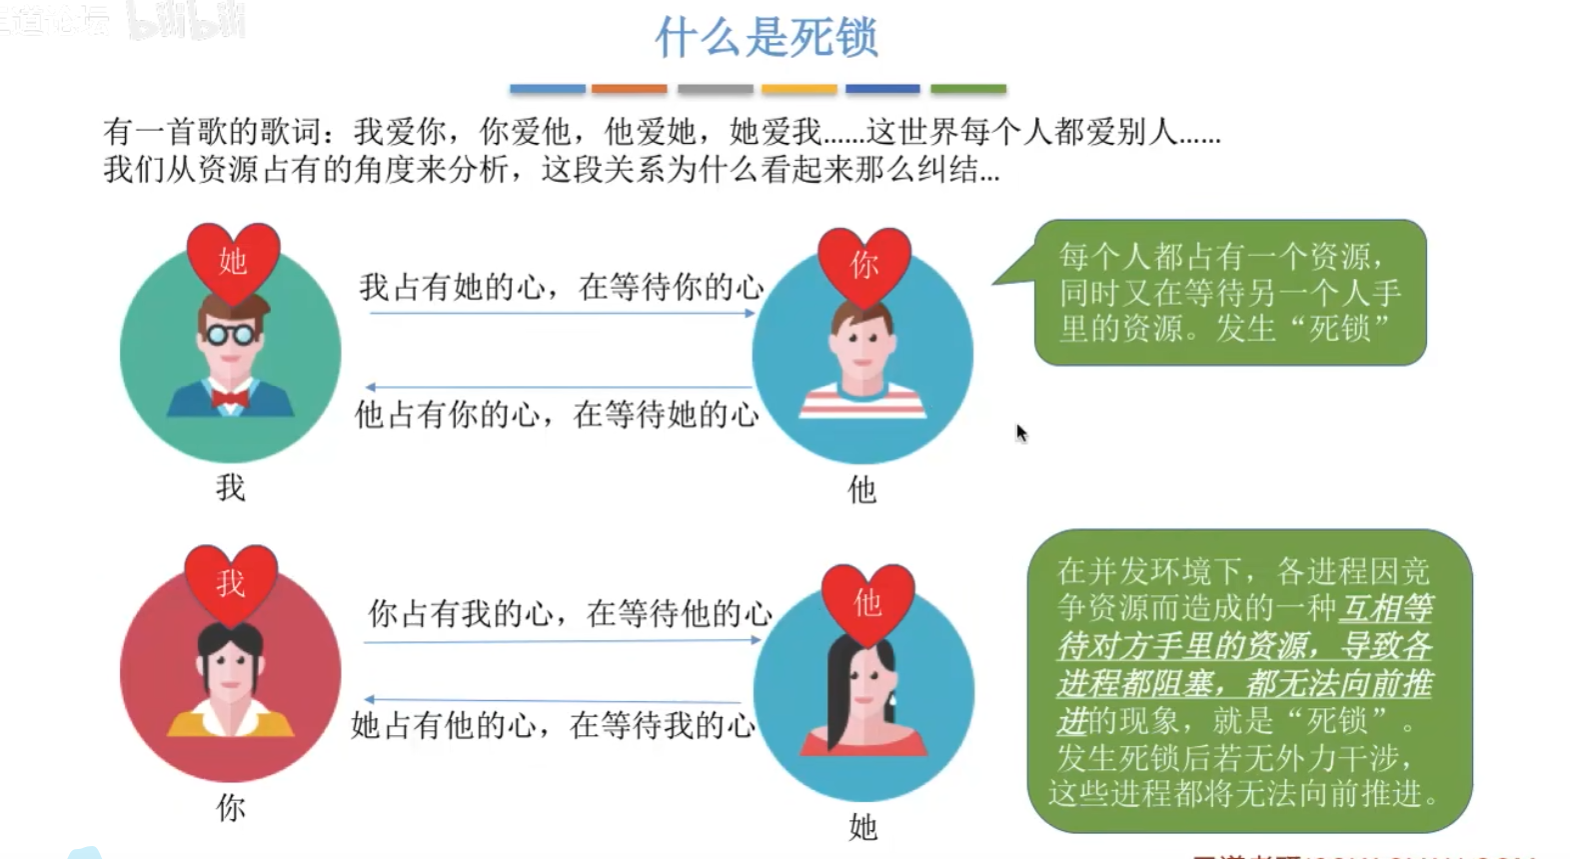 王道论坛 bilibili
什么是死锁
有一首歌的歌词：我爱你，你爱他，他爱她，她爱我……这世界每个人都爱别人……
我们从资源占有的角度来分析，这段关系为什么看起来那么纠结...
她
我占有她的心，在等待你的心
他占有你的心，在等待她的心
我
你
他
每个人都占有一个资源，
同时又在等待另一个人手
里的资源。发生“死锁”
我
你占有我的心，在等待他的心
她占有他的心，在等待我的心
你
他
她
在并发环境下，各进程因竞
争资源而造成的一种互相等
待对方手里的资源，导致各
进程都阻塞，都无法向前推
进的现象，就是“死锁”。
发生死锁后若无外力干涉，
这些进程都将无法向前推进。